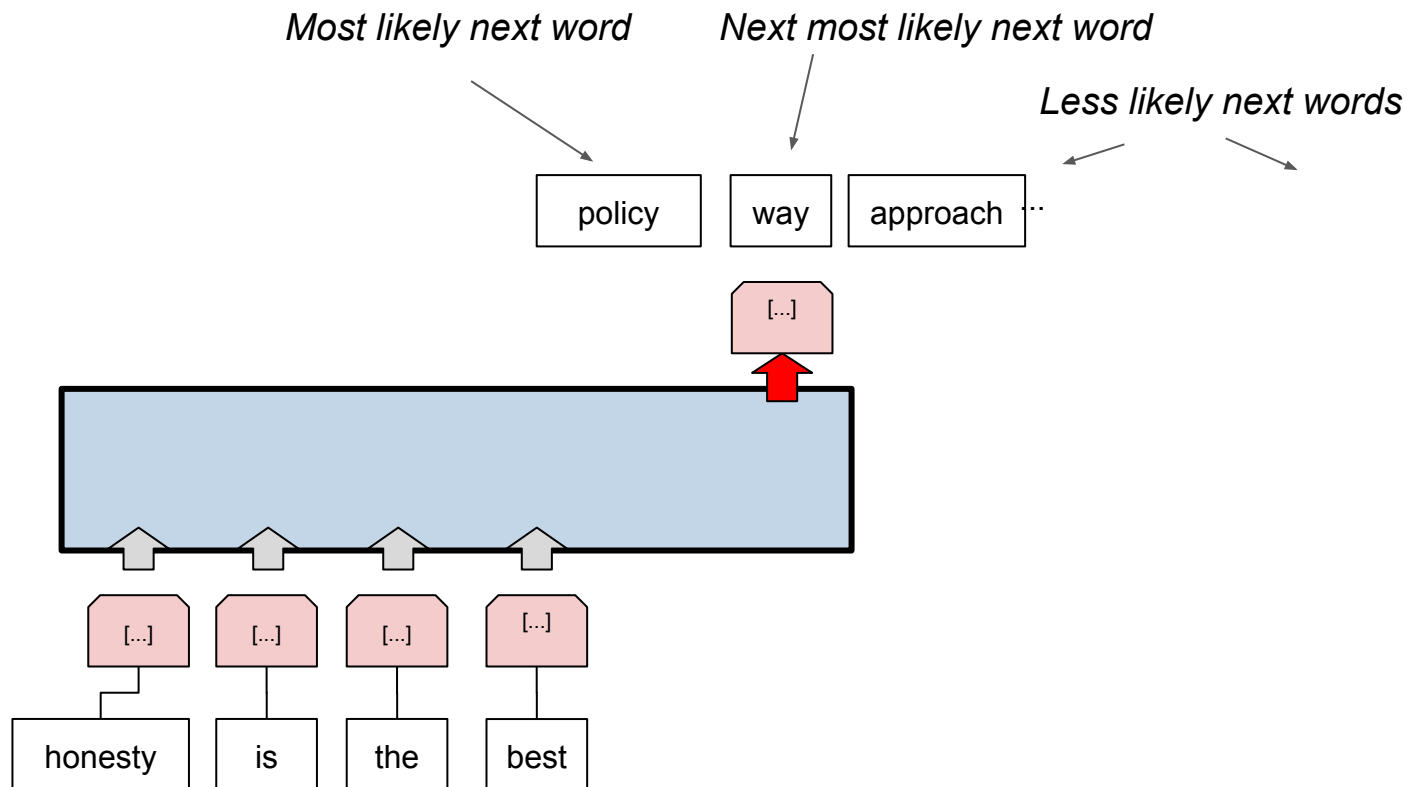 Most likely next word
Next most likely next word
Less likely next words
policy
way
approach
...
[...]
[...]
[...]
[...]
[...]
honesty
is
the
best